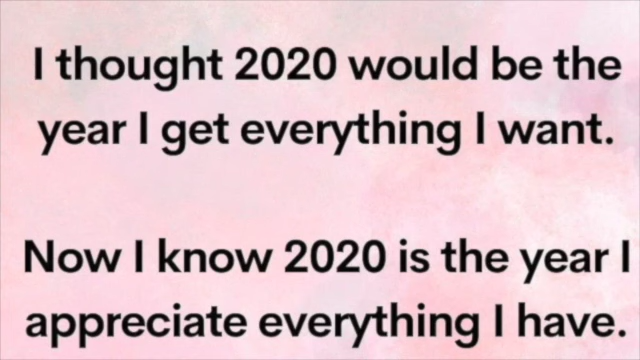 I thought 2020 would be the
year I get everything I want.
Now I know 2020 is the year I
appreciate everything I have.